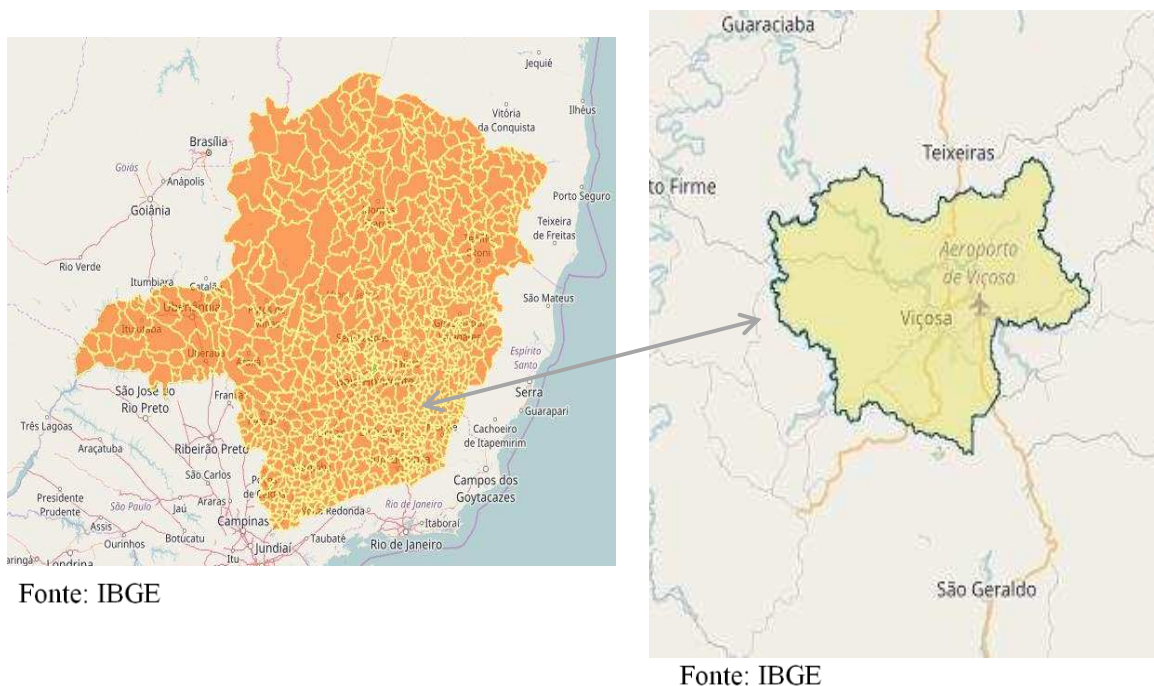 Jequié
Ilhéus
Vitória
da Conquista
Brasília
Goiás
Anápolis
Goiânia
Porto Seguro
Teixeira
de Freitas
Rio Verde
Itumbiara
São Mateus
Uberlândia
Uberaba
Espírito
Santo
São José do
Rio Preto
Serra
Guarapari
Três Lagoas
Cachoeiro
de Itapemirim
Ribeirão Preto
Araçatuba
São Carlos
Campos dos
Goytacazes
Presidente
Prudente
São Paulo
Araras
Jaú
Rio de Janeiro
Redonda
Itaboraí
Assis
Campinas
Ourinhos
Botucatu
Taubaté
Rio de Janeiro
Jundiaí
Itu
aringá
Londrina
Fonte: IBGE
Guaraciaba
Teixeiras
to Firme
Aeroporto
de Viçosa
Viçosa
São Geraldo
Fonte: IBGE